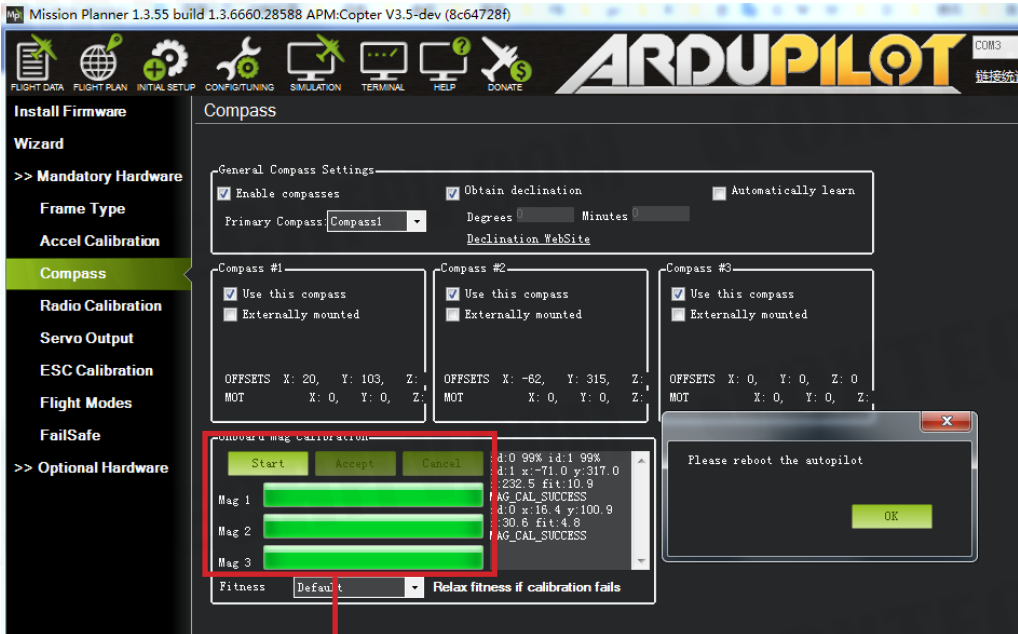 Mission Planner 1.3.55 build 1.3.6660.28588 APM:Copter V3.5-dev (8c64728f)
FLIGHT DATA FLIGHT PLAN INITIAL SETUP CONFIG/TUNING SIMULATION TERMINAL HELP DONATE
ARDUPILOT
COM3
Install Firmware
Wizard
>> Mandatory Hardware
Frame Type
Accel Calibration
Compass
Radio Calibration
Servo Output
ESC Calibration
Flight Modes
FailSafe
>> Optional Hardware
Compass
General Compass Settings
Enable compasses Obtain declination Automatically learn
Primary Compass: Compass1 Degrees 0 Minutes 0
Declination WebSite
Compass #1
Use this compass
Externally mounted
OFFSETS X: 20, Y: 103, Z:
MOT X: 0, Y: 0, Z:
Compass #2
Use this compass
Externally mounted
OFFSETS X: -62, Y: 315, Z:
MOT X: 0, Y: 0, Z:
Compass #3
Use this compass
Externally mounted
OFFSETS X: 0, Y: 0, Z: 0
MOT X: 0, Y: 0, Z:
Onboard Mag Calibration
Start Accept Cancel
Mag 1
Mag 2
Mag 3
id:0 99% id:1 99%
id:1 x:-71.0 y:317.0
:232.5 fit:10.9
MAG_CAL_SUCCESS
id:0 x:16.4 y:100.9
:30.6 fit:4.8
MAG_CAL_SUCCESS
Fitness Default Relax fitness if calibration fails
Please reboot the autopilot
OK